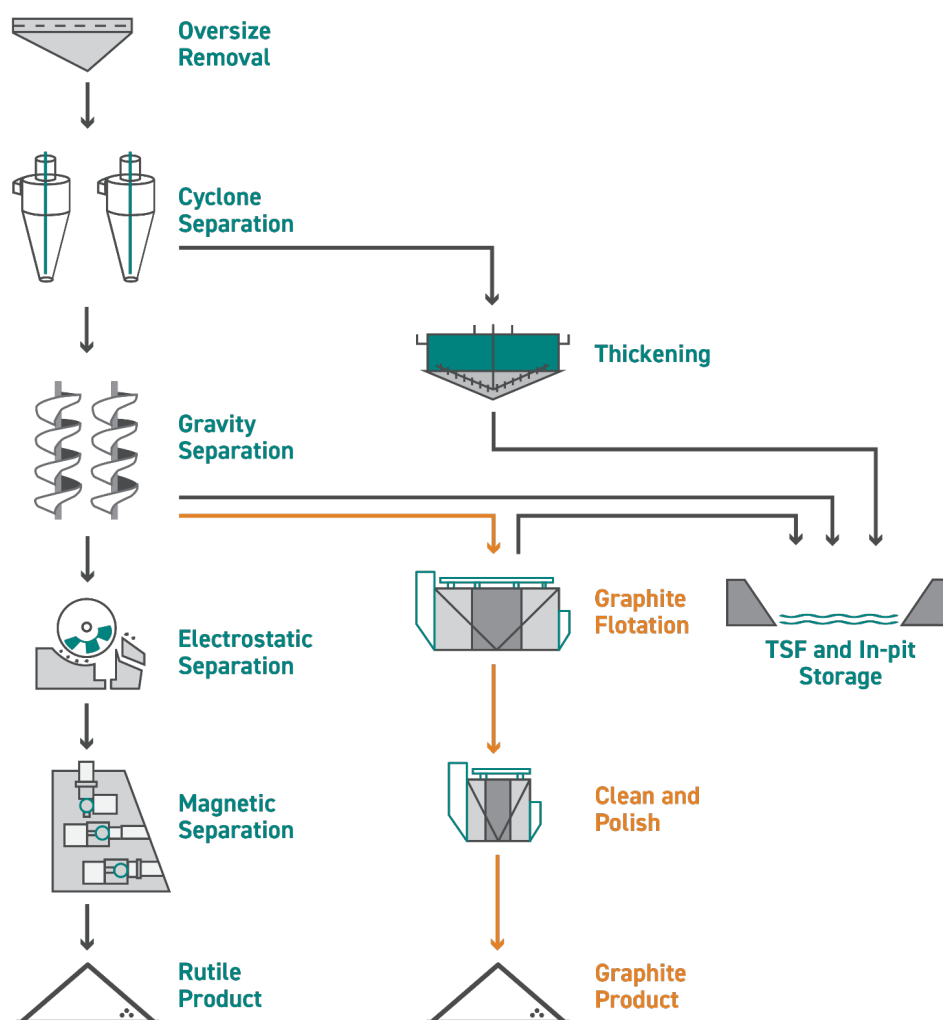 Oversize
Removal
Cyclone
Separation
Thickening
Gravity
Separation
Graphite
Flotation
Electrostatic
Separation
TSF and In-pit
Storage
Clean and
Polish
Magnetic
Separation
Rutile
Product
Graphite
Product